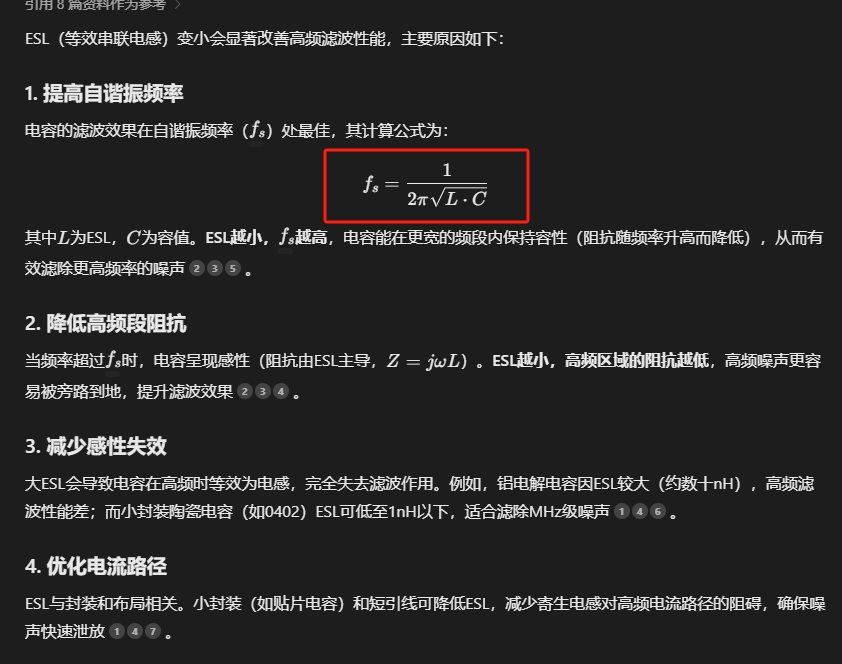 引用 8 篇资料作为参考 >
ESL（等效串联电感）变小会显著改善高频滤波性能，主要原因如下：
1. 提高自谐振频率
电容的滤波效果在自谐振频率（fₛ）处最佳，其计算公式为：
fₛ = 1 / (2π√(L · C))
其中L为ESL，C为容值。ESL越小，fₛ越高，电容能在更宽的频段内保持容性（阻抗随频率升高而降低），从而有
效滤除更高频率的噪声 2 3 5 。
2. 降低高频段阻抗
当频率超过fₛ时，电容呈现感性（阻抗由ESL主导，Z = jωL）。ESL越小，高频区域的阻抗越低，高频噪声更容
易被旁路到地，提升滤波效果 2 3 4 。
3. 减少感性失效
大ESL会导致电容在高频时等效为电感，完全失去滤波作用。例如，铝电解电容因ESL较大（约数十nH），高频滤
波性能差；而小封装陶瓷电容（如0402）ESL可低至1nH以下，适合滤除MHz级噪声 1 4 6 。
4. 优化电流路径
ESL与封装和布局相关。小封装（如贴片电容）和短引线可降低ESL，减少寄生电感对高频电流路径的阻碍，确保噪
声快速泄放 1 4 7 。